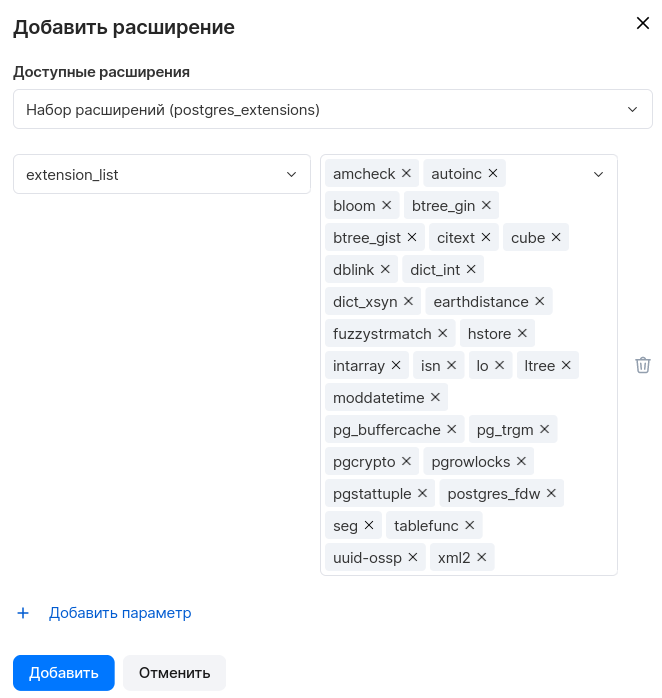 Добавить расширение
Доступные расширения
Набор расширений (postgres_extensions)
extension_list
amcheck autoinc
bloom btree_gin
btree_gist citext cube
dblink dict_int
dict_xsyn earthdistance
fuzzystrmatch hstore
intarray isn lo ltree
moddatetime
pg_buffercache pg_trgm
pgcrypto pgrowlocks
pgstattuple postgres_fdw
seg tablefunc
uuid-ossp xml2
Добавить параметр
Добавить Отменить